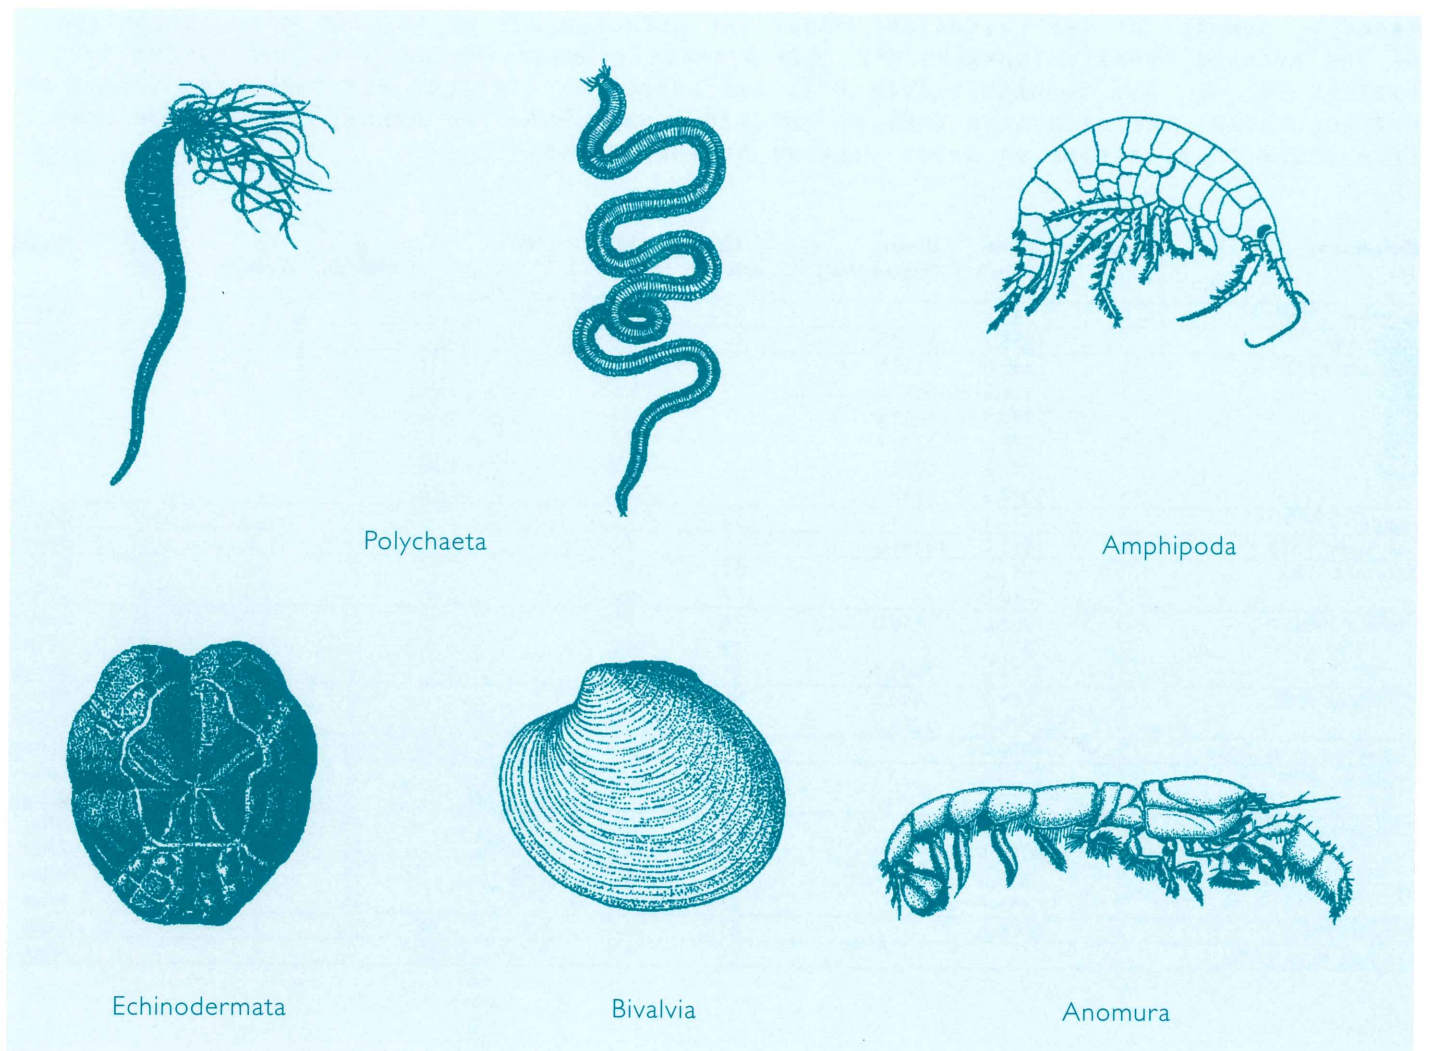 Polychaeta
Amphipoda
Echinodermata
Bivalvia
Anomura